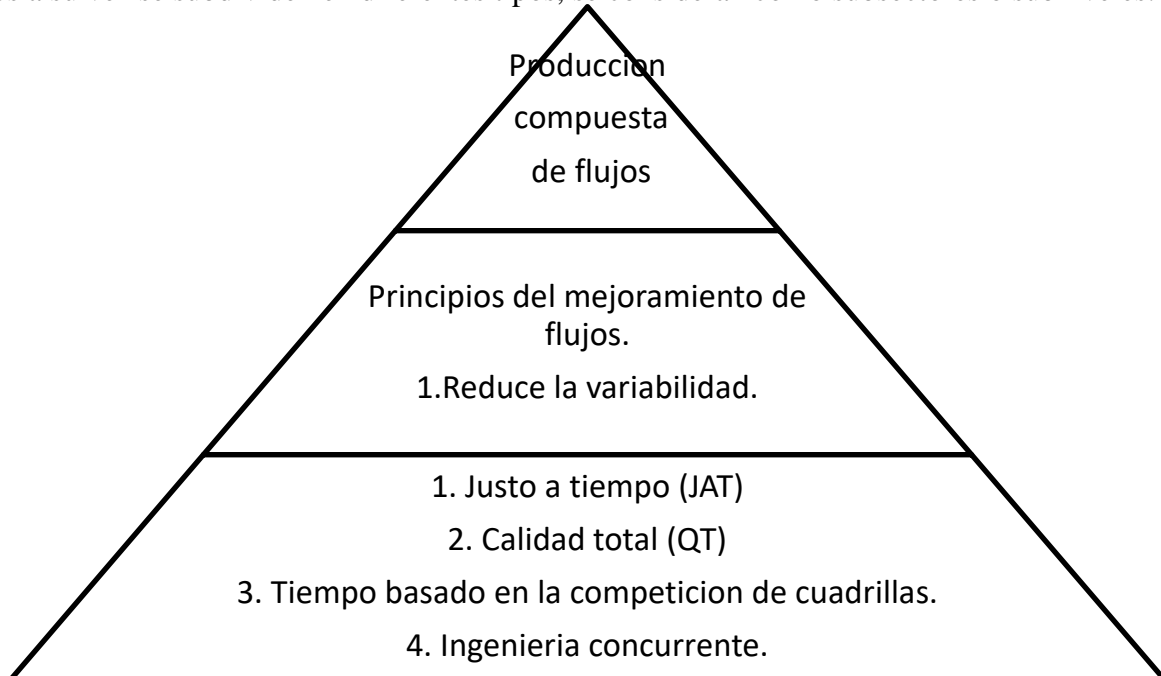 Produccion
compuesta
de flujos
Principios del mejoramiento de
flujos.
1.Reduce la variabilidad.
1. Justo a tiempo (JAT)
2. Calidad total (QT)
3. Tiempo basado en la competicion de cuadrillas.
4. Ingenieria concurrente.